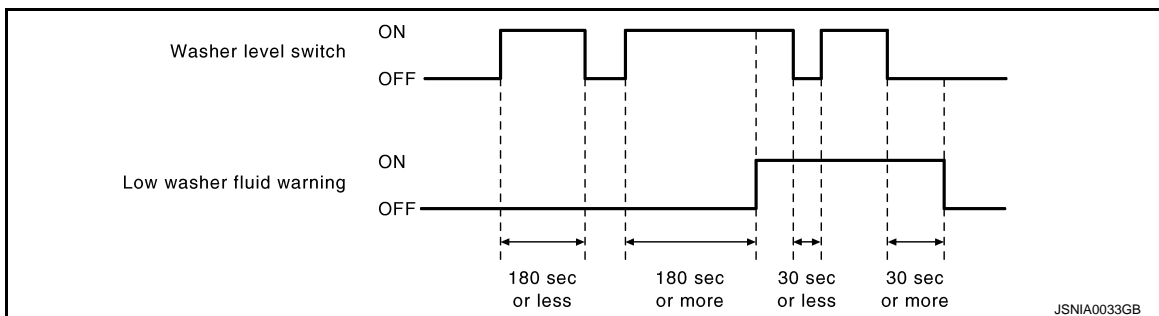 ON
Washer level switch
OFF
ON
Low washer fluid warning
OFF
180 sec
or less
180 sec
or more
30 sec
or less
30 sec
or more
JSNIA0033GB